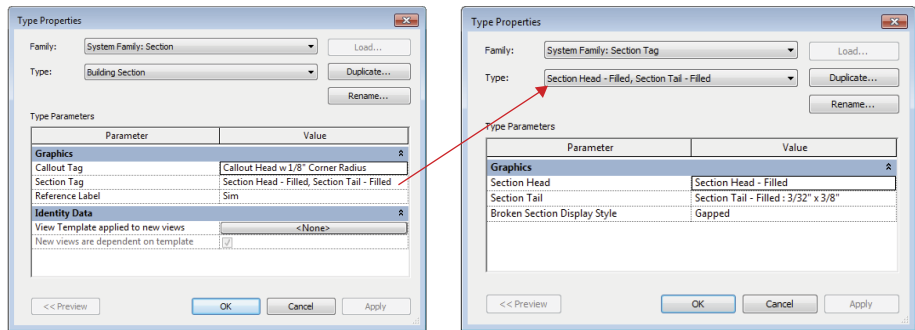 Type Properties
Family:
System Family: Section
Load...
Type:
Building Section
Duplicate...
Rename...
Type Parameters
Parameter Value
Graphics
Callout Tag Callout Head w 1/8" Corner Radius
Section Tag Section Head - Filled, Section Tail - Filled
Reference Label Sim
Identity Data
View Template applied to new views <None>
New views are dependent on template
<< Preview
OK
Cancel
Apply
Type Properties
Family:
System Family: Section Tag
Load...
Type:
Section Head - Filled, Section Tail - Filled
Duplicate...
Rename...
Type Parameters
Parameter Value
Graphics
Section Head Section Head - Filled
Section Tail Section Tail - Filled : 3/32" x 3/8"
Broken Section Display Style Gapped
<< Preview
OK
Cancel
Apply